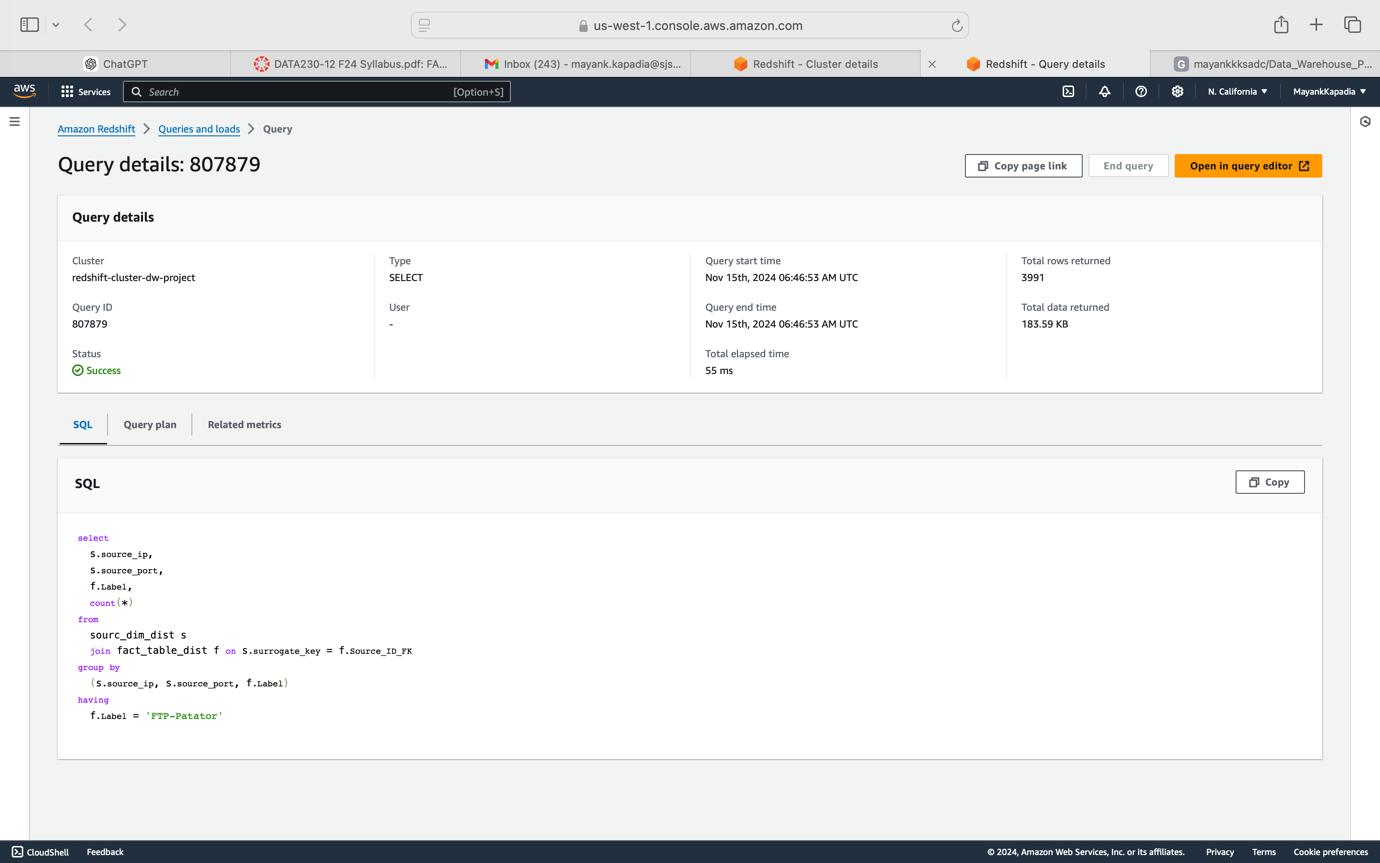 us-west-1.console.aws.amazon.com
ChatGPT
DATA230-12 F24 Syllabus.pdf: FA...
Inbox (243) - mayank.kapadia@sjs...
Redshift - Cluster details
Redshift - Query details
G mayankkksadc/Data_Warehouse_P...
aws
Services
Search
[Option+S]
N. California
MayankKapadia
Amazon Redshift
Queries and loads
Query
Query details: 807879
Copy page link
End query
Open in query editor
Query details
Cluster
redshift-cluster-dw-project
Query ID
807879
Status
Success
Type
SELECT
User
-
Query start time
Nov 15th, 2024 06:46:53 AM UTC
Query end time
Nov 15th, 2024 06:46:53 AM UTC
Total elapsed time
55 ms
Total rows returned
3991
Total data returned
183.59 KB
SQL
Query plan
Related metrics
SQL
Copy
select
s.source_ip,
s.source_port,
f.Label,
count(*)
from
sourc_dim_dist s
join fact_table_dist f on s.surrogate_key = f.Source_ID_FK
group by
(s.source_ip, s.source_port, f.Label)
having
f.Label = 'FTP-Patator'
CloudShell
Feedback
© 2024, Amazon Web Services, Inc. or its affiliates.
Privacy
Terms
Cookie preferences